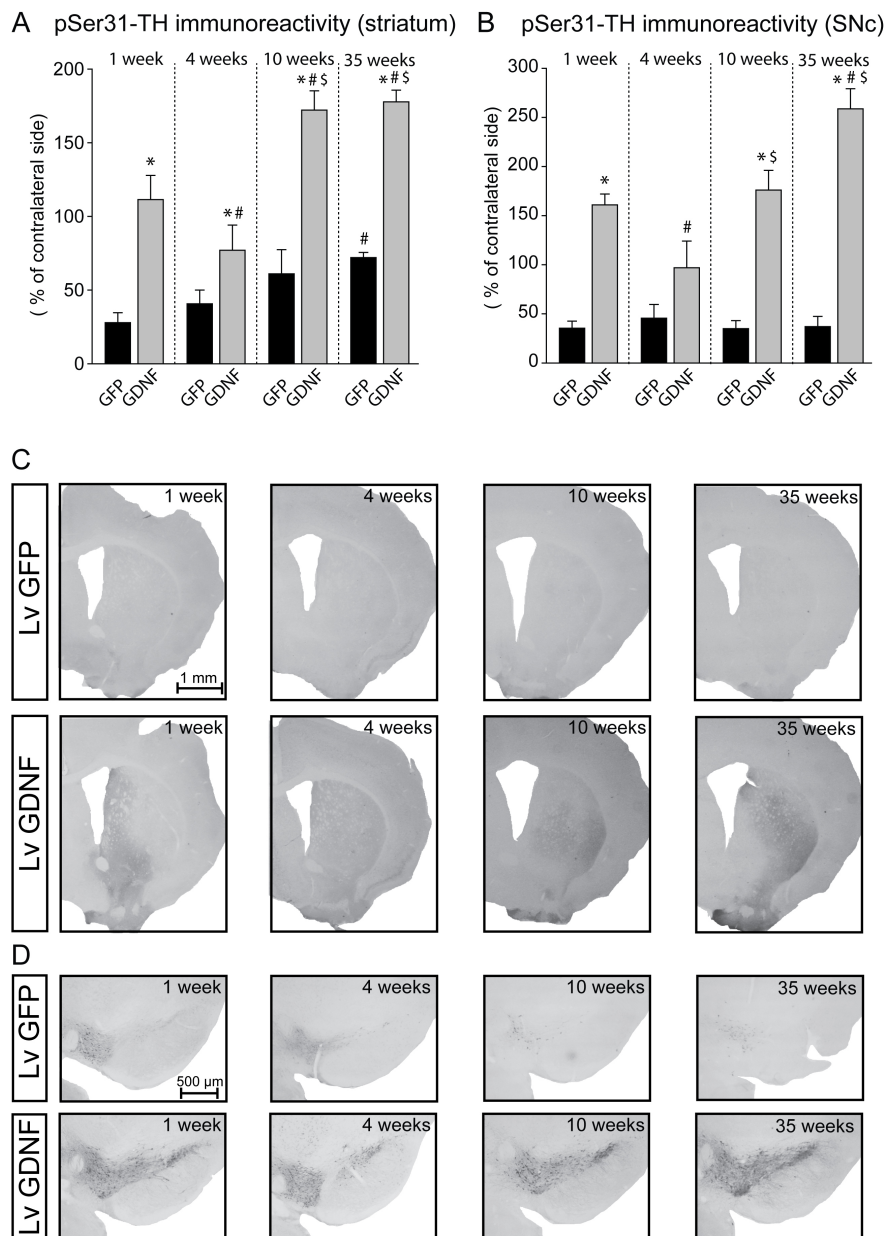 A pSer31-TH immunoreactivity (striatum)
B pSer31-TH immunoreactivity (SNc)
1 week 4 weeks 10 weeks 35 weeks
* *# *#$ # *#$
200
150
100
50
0
( % of contralateral side)
GFP GDNF GFP GDNF GFP GDNF GFP GDNF
1 week 4 weeks 10 weeks 35 weeks
* # *$ *#$
300
250
200
150
100
50
0
( % of contralateral side)
GFP GDNF GFP GDNF GFP GDNF GFP GDNF
C
Lv GFP
1 week 4 weeks 10 weeks 35 weeks
1 mm
Lv GDNF
1 week 4 weeks 10 weeks 35 weeks
D
Lv GFP
1 week 4 weeks 10 weeks 35 weeks
500 µm
Lv GDNF
1 week 4 weeks 10 weeks 35 weeks